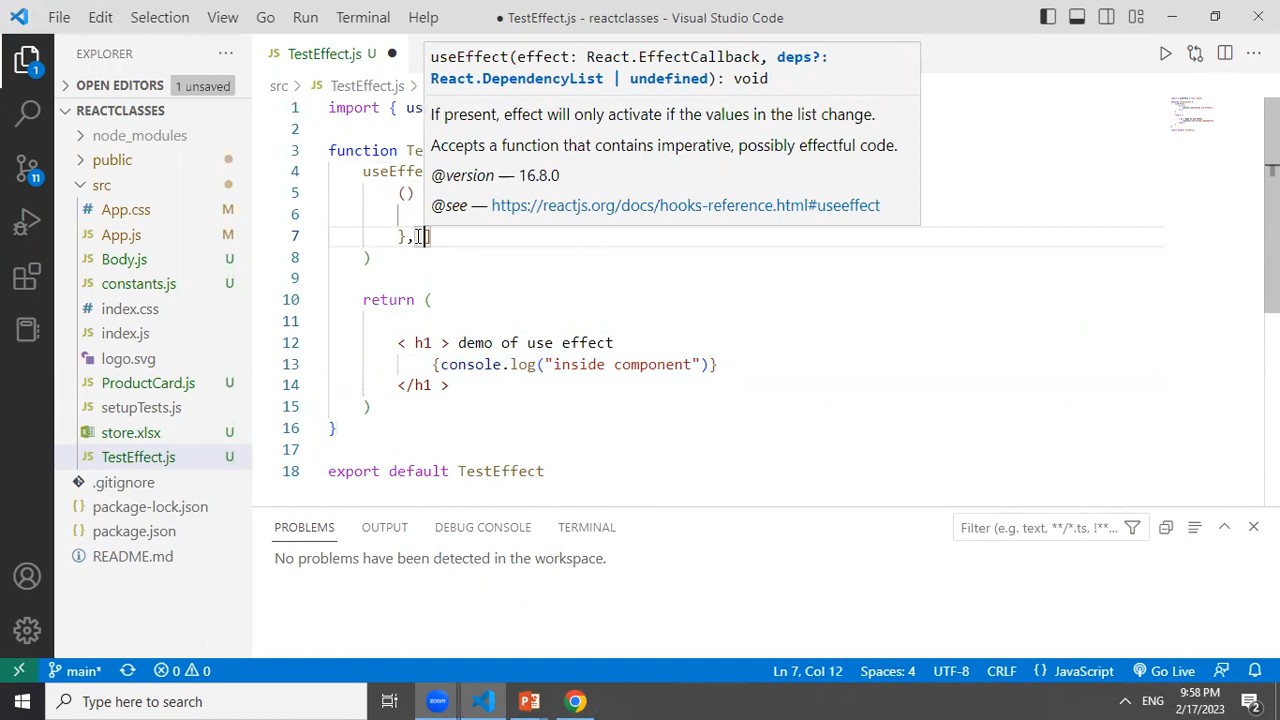 File Edit Selection View Go Run Terminal Help ● TestEffect.js - reactclasses - Visual Studio Code
EXPLORER ···
OPEN EDITORS 1 unsaved
REACTCLASSES
node_modules
public
src
App.css M
App.js M
Body.js U
constants.js U
index.css
index.js
logo.svg
ProductCard.js U
setupTests.js
store.xlsx U
TestEffect.js U
.gitignore
package-lock.json
package.json
README.md
1
11
TestEffect.js U ●
src > JS TestEffect.js >
useEffect(effect: React.EffectCallback, deps?:
React.DependencyList | undefined): void
If present, effect will only activate if the values in the list change.
Accepts a function that contains imperative, possibly effectful code.
@version — 16.8.0
@see — https://reactjs.org/docs/hooks-reference.html#useeffect
1 import { us
2
3 function Te
4 useEffe
5 ()
6
7 },[]
8 )
9
10 return (
11
12 < h1 > demo of use effect
13 {console.log("inside component")}
14 </h1 >
15 )
16 }
17
18 export default TestEffect
PROBLEMS OUTPUT DEBUG CONSOLE TERMINAL Filter (e.g. text, **/*.ts, !**...
No problems have been detected in the workspace.
main* 0 0 Ln 7, Col 12 Spaces: 4 UTF-8 CRLF {} JavaScript Go Live
Type here to search zoom ENG 9:58 PM
2/17/2023 2